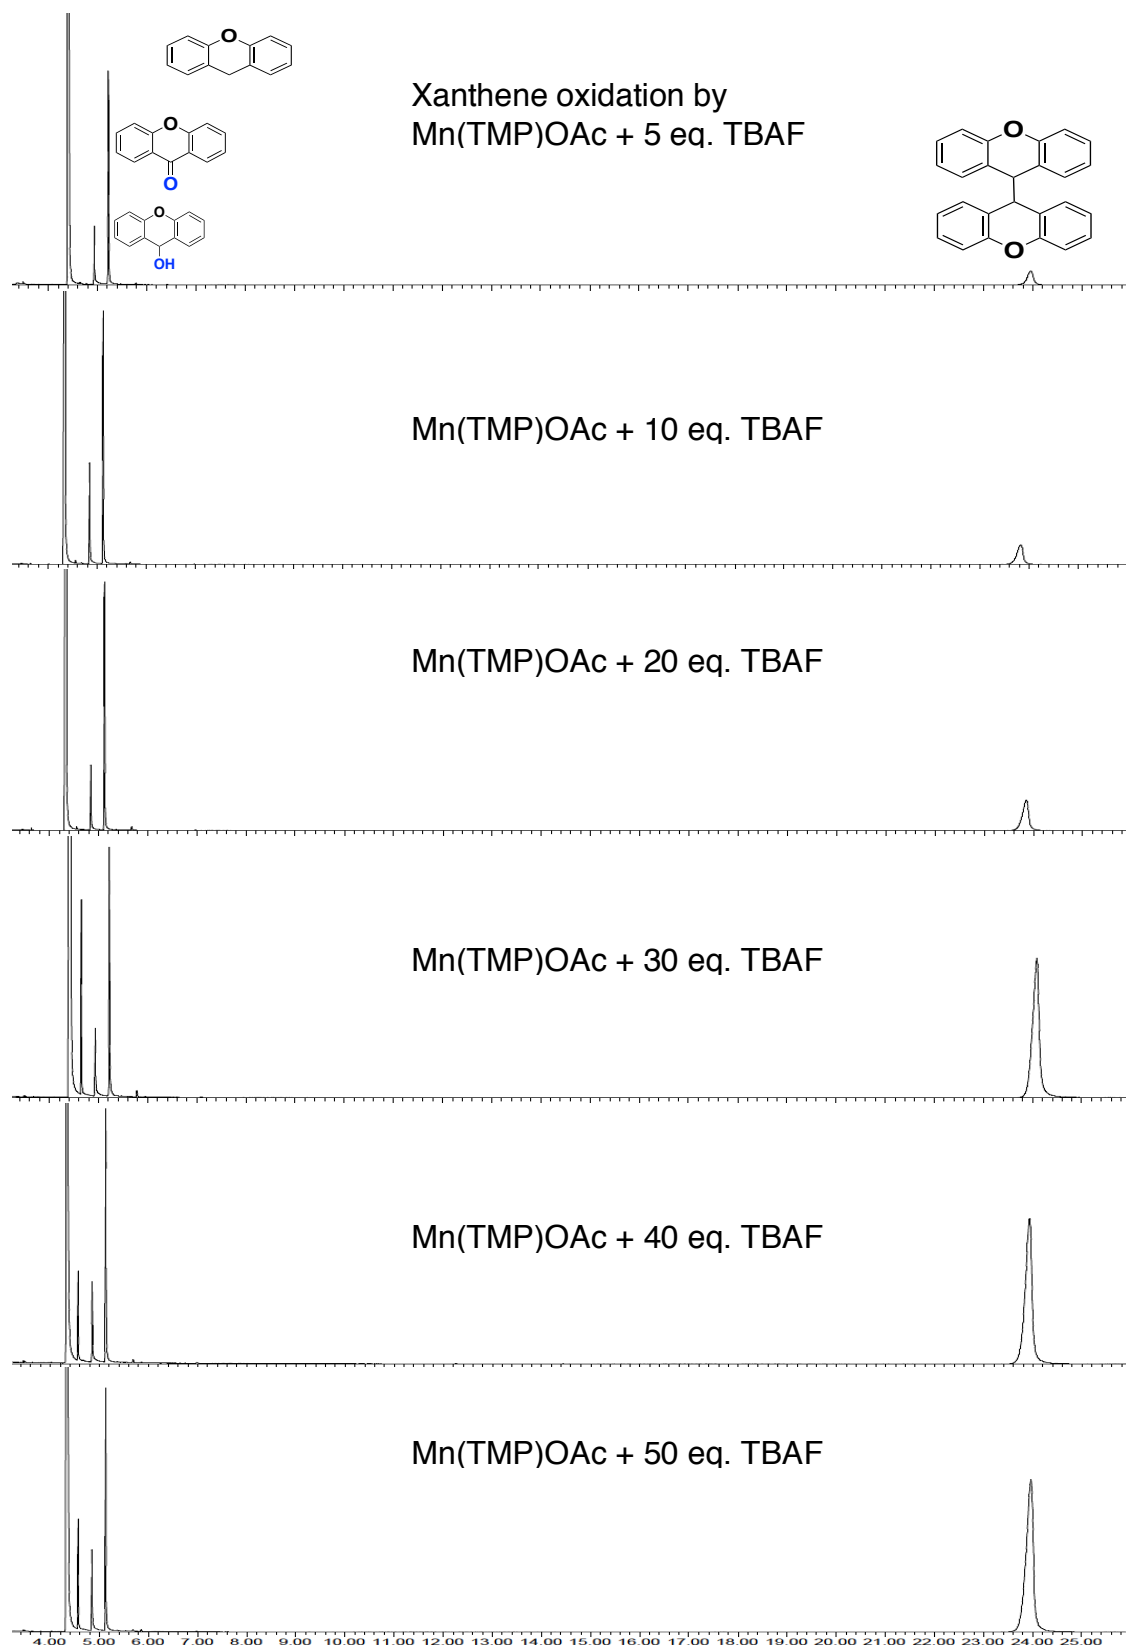 O
O
O
O
OH
Xanthene oxidation by
Mn(TMP)OAc + 5 eq. TBAF
O
O
Mn(TMP)OAc + 10 eq. TBAF
Mn(TMP)OAc + 20 eq. TBAF
Mn(TMP)OAc + 30 eq. TBAF
Mn(TMP)OAc + 40 eq. TBAF
Mn(TMP)OAc + 50 eq. TBAF
4.00 5.00 6.00 7.00 8.00 9.00 10.00 11.00 12.00 13.00 14.00 15.00 16.00 17.00 18.00 19.00 20.00 21.00 22.00 23.00 24.00 25.00